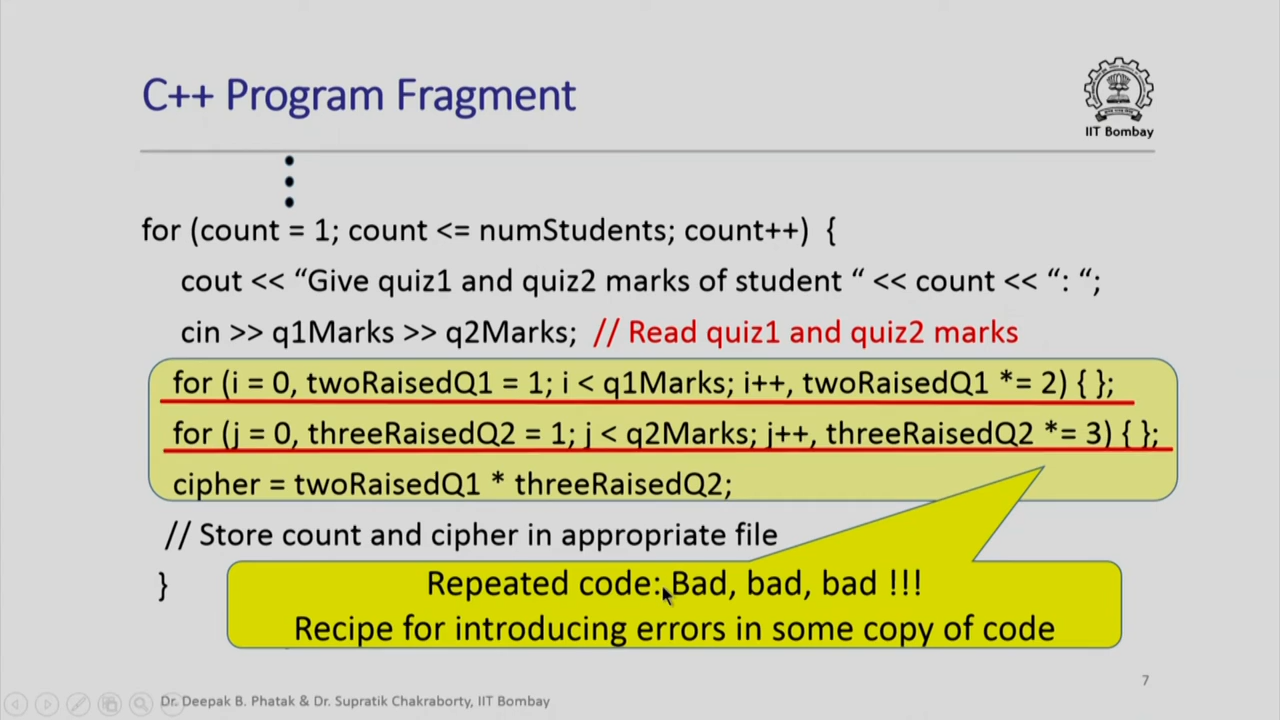 C++ Program Fragment
IIT Bombay
for (count = 1; count <= numStudents; count++) {
cout << “Give quiz1 and quiz2 marks of student “ << count << “: “;
cin >> q1Marks >> q2Marks; // Read quiz1 and quiz2 marks
for (i = 0, twoRaisedQ1 = 1; i < q1Marks; i++, twoRaisedQ1 *= 2) { };
for (j = 0, threeRaisedQ2 = 1; j < q2Marks; j++, threeRaisedQ2 *= 3) { };
cipher = twoRaisedQ1 * threeRaisedQ2;
// Store count and cipher in appropriate file
}
Repeated code: Bad, bad, bad !!!
Recipe for introducing errors in some copy of code
7
Dr. Deepak B. Phatak & Dr. Supratik Chakraborty, IIT Bombay